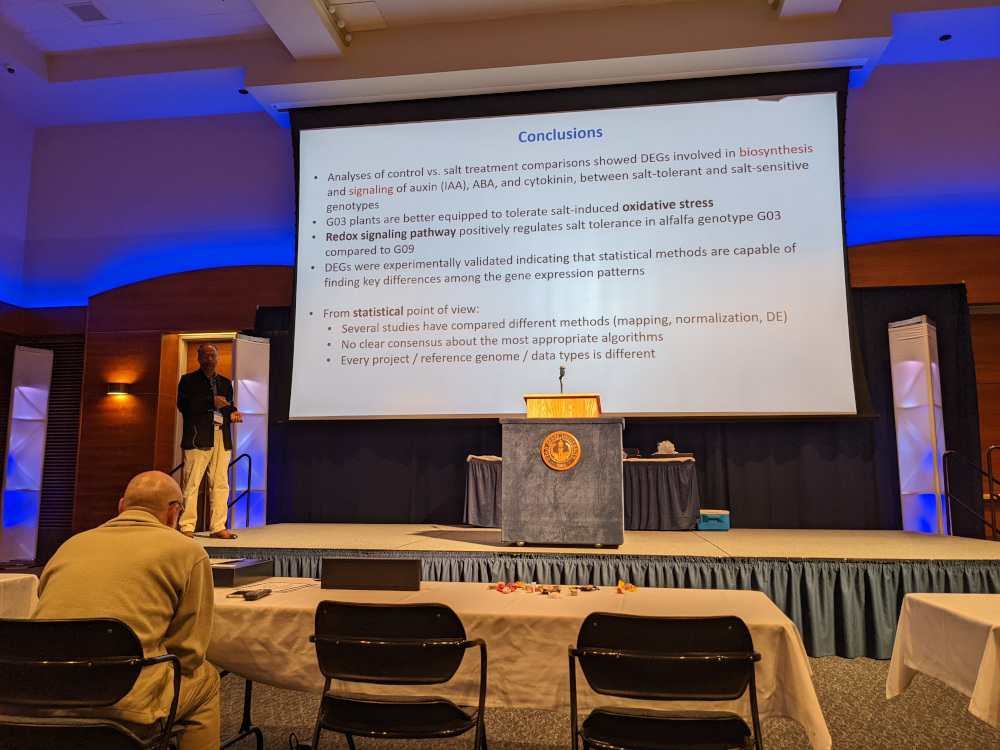 Conclusions
• Analyses of control vs. salt treatment comparisons showed DEGs involved in biosynthesis
and signaling of auxin (IAA), ABA, and cytokinin, between salt-tolerant and salt-sensitive
genotypes
• G03 plants are better equipped to tolerate salt-induced oxidative stress
• Redox signaling pathway positively regulates salt tolerance in alfalfa genotype G03
compared to G09
• DEGs were experimentally validated indicating that statistical methods are capable of
finding key differences among the gene expression patterns
• From statistical point of view:
• Several studies have compared different methods (mapping, normalization, DE)
• No clear consensus about the most appropriate algorithms
• Every project / reference genome / data types is different